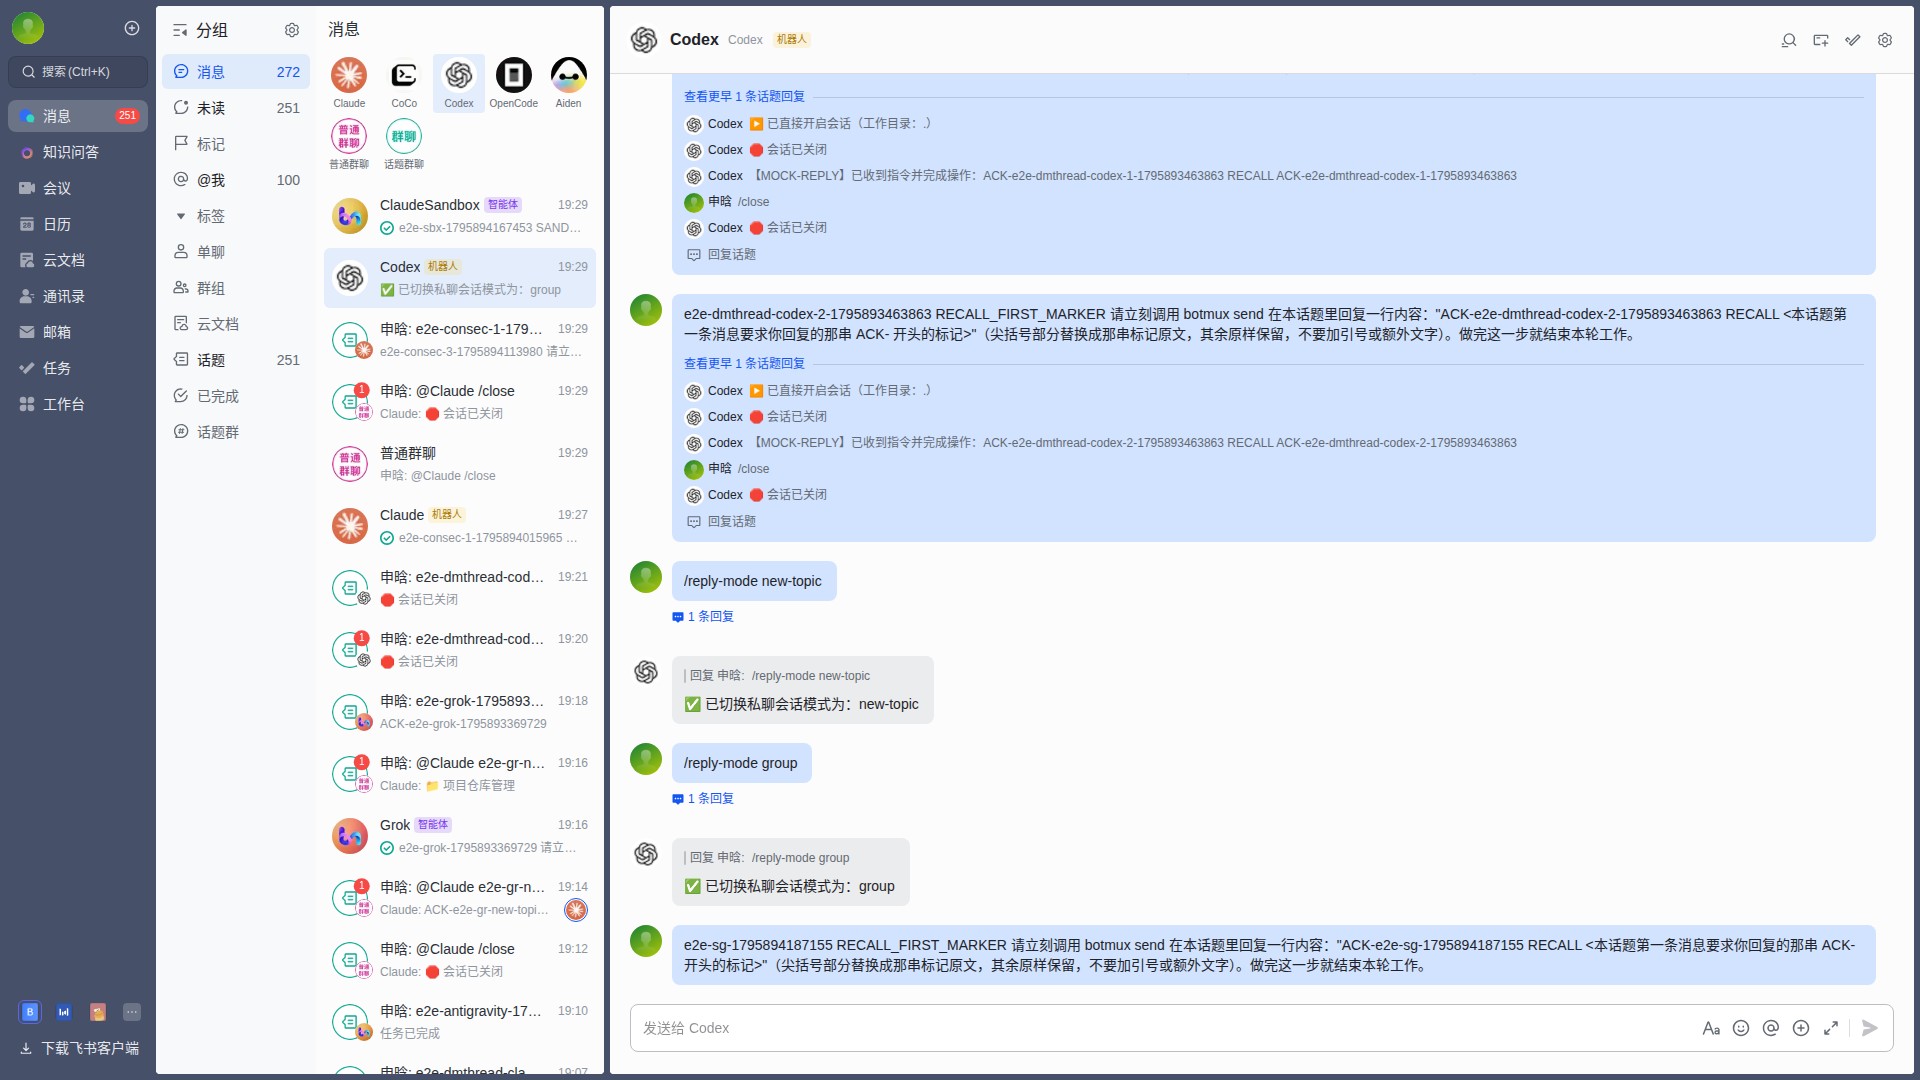 搜索 (Ctrl+K)
消息 251
知识问答
会议
日历
云文档
通讯录
邮箱
任务
工作台
下载飞书客户端
分组
消息 272
未读 251
标记
@我 100
标签
单聊
群组
云文档
话题 251
已完成
话题群
消息
Claude
CoCo
Codex
OpenCode
Aiden
普通群聊
普通群聊
群聊
话题群聊
ClaudeSandbox 智能体 19:29
e2e-sbx-1795894167453 SAND…
Codex 机器人 19:29
✅ 已切换私聊会话模式为：group
申晗: e2e-consec-1-179… 19:29
e2e-consec-3-1795894113980 请立…
1
申晗: @Claude /close 19:29
Claude: 🛑 会话已关闭
普通群聊
普通群聊 19:29
申晗: @Claude /close
Claude 机器人 19:27
e2e-consec-1-1795894015965 …
申晗: e2e-dmthread-cod… 19:21
🛑 会话已关闭
1
申晗: e2e-dmthread-cod… 19:20
🛑 会话已关闭
申晗: e2e-grok-1795893… 19:18
ACK-e2e-grok-1795893369729
1
申晗: @Claude e2e-gr-n… 19:16
Claude: 📁 项目仓库管理
Grok 智能体 19:16
e2e-grok-1795893369729 请立…
1
申晗: @Claude e2e-gr-n… 19:14
Claude: ACK-e2e-gr-new-topi…
申晗: @Claude /close 19:12
Claude: 🛑 会话已关闭
申晗: e2e-antigravity-17… 19:10
任务已完成
申晗: e2e-dmthread-cla… 19:07
Codex Codex 机器人
查看更早 1 条话题回复
Codex ▶️ 已直接开启会话（工作目录：.）
Codex 🛑 会话已关闭
Codex 【MOCK-REPLY】已收到指令并完成操作：ACK-e2e-dmthread-codex-1-1795893463863 RECALL ACK-e2e-dmthread-codex-1-1795893463863
申晗 /close
Codex 🛑 会话已关闭
回复话题
e2e-dmthread-codex-2-1795893463863 RECALL_FIRST_MARKER 请立刻调用 botmux send 在本话题里回复一行内容："ACK-e2e-dmthread-codex-2-1795893463863 RECALL <本话题第
一条消息要求你回复的那串 ACK- 开头的标记>"（尖括号部分替换成那串标记原文，其余原样保留，不要加引号或额外文字）。做完这一步就结束本轮工作。
查看更早 1 条话题回复
Codex ▶️ 已直接开启会话（工作目录：.）
Codex 🛑 会话已关闭
Codex 【MOCK-REPLY】已收到指令并完成操作：ACK-e2e-dmthread-codex-2-1795893463863 RECALL ACK-e2e-dmthread-codex-2-1795893463863
申晗 /close
Codex 🛑 会话已关闭
回复话题
/reply-mode new-topic
1 条回复
回复 申晗：/reply-mode new-topic
✅ 已切换私聊会话模式为：new-topic
/reply-mode group
1 条回复
回复 申晗：/reply-mode group
✅ 已切换私聊会话模式为：group
e2e-sg-1795894187155 RECALL_FIRST_MARKER 请立刻调用 botmux send 在本话题里回复一行内容："ACK-e2e-sg-1795894187155 RECALL <本话题第一条消息要求你回复的那串 ACK-
开头的标记>"（尖括号部分替换成那串标记原文，其余原样保留，不要加引号或额外文字）。做完这一步就结束本轮工作。
发送给 Codex
Aa